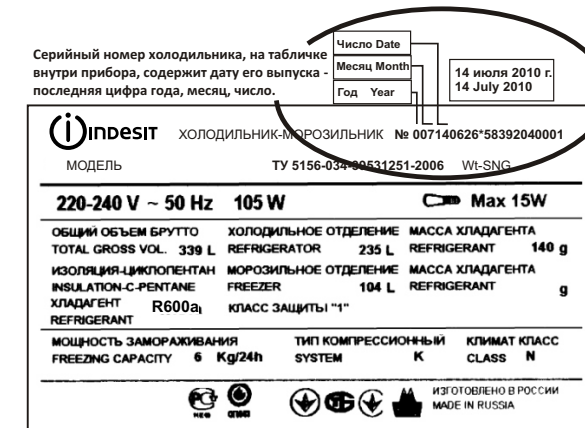 Серийный номер холодильника, на табличке
внутри прибора, содержит дату его выпуска -
последняя цифра года, месяц, число.
Число Date
Месяц Month
Год Year
14 июля 2010 г.
14 July 2010
indesit ХОЛОДИЛЬНИК-МОРОЗИЛЬНИК № 007140626*58392040001
МОДЕЛЬ ТУ 5156-034-39531251-2006 Wt-SNG
220-240 V ~ 50 Hz 105 W Max 15W
ОБЩИЙ ОБЪЕМ БРУТТО ХОЛОДИЛЬНОЕ ОТДЕЛЕНИЕ МАССА ХЛАДАГЕНТА
TOTAL GROSS VOL. 339 L REFRIGERATOR 235 L REFRIGERANT 140 g
ИЗОЛЯЦИЯ-ЦИКЛОПЕНТАН МОРОЗИЛЬНОЕ ОТДЕЛЕНИЕ МАССА ХЛАДАГЕНТА
INSULATION-C-PENTANE FREEZER 104 L REFRIGERANT g
ХЛАДАГЕНТ R600a КЛАСС ЗАЩИТЫ "1"
REFRIGERANT
МОЩНОСТЬ ЗАМОРАЖИВАНИЯ ТИП КОМПРЕССИОННЫЙ КЛИМАТ КЛАСС
FREEZING CAPACITY 6 Kg/24h SYSTEM K CLASS N
ИЗГОТОВЛЕНО В РОССИИ
MADE IN RUSSIA